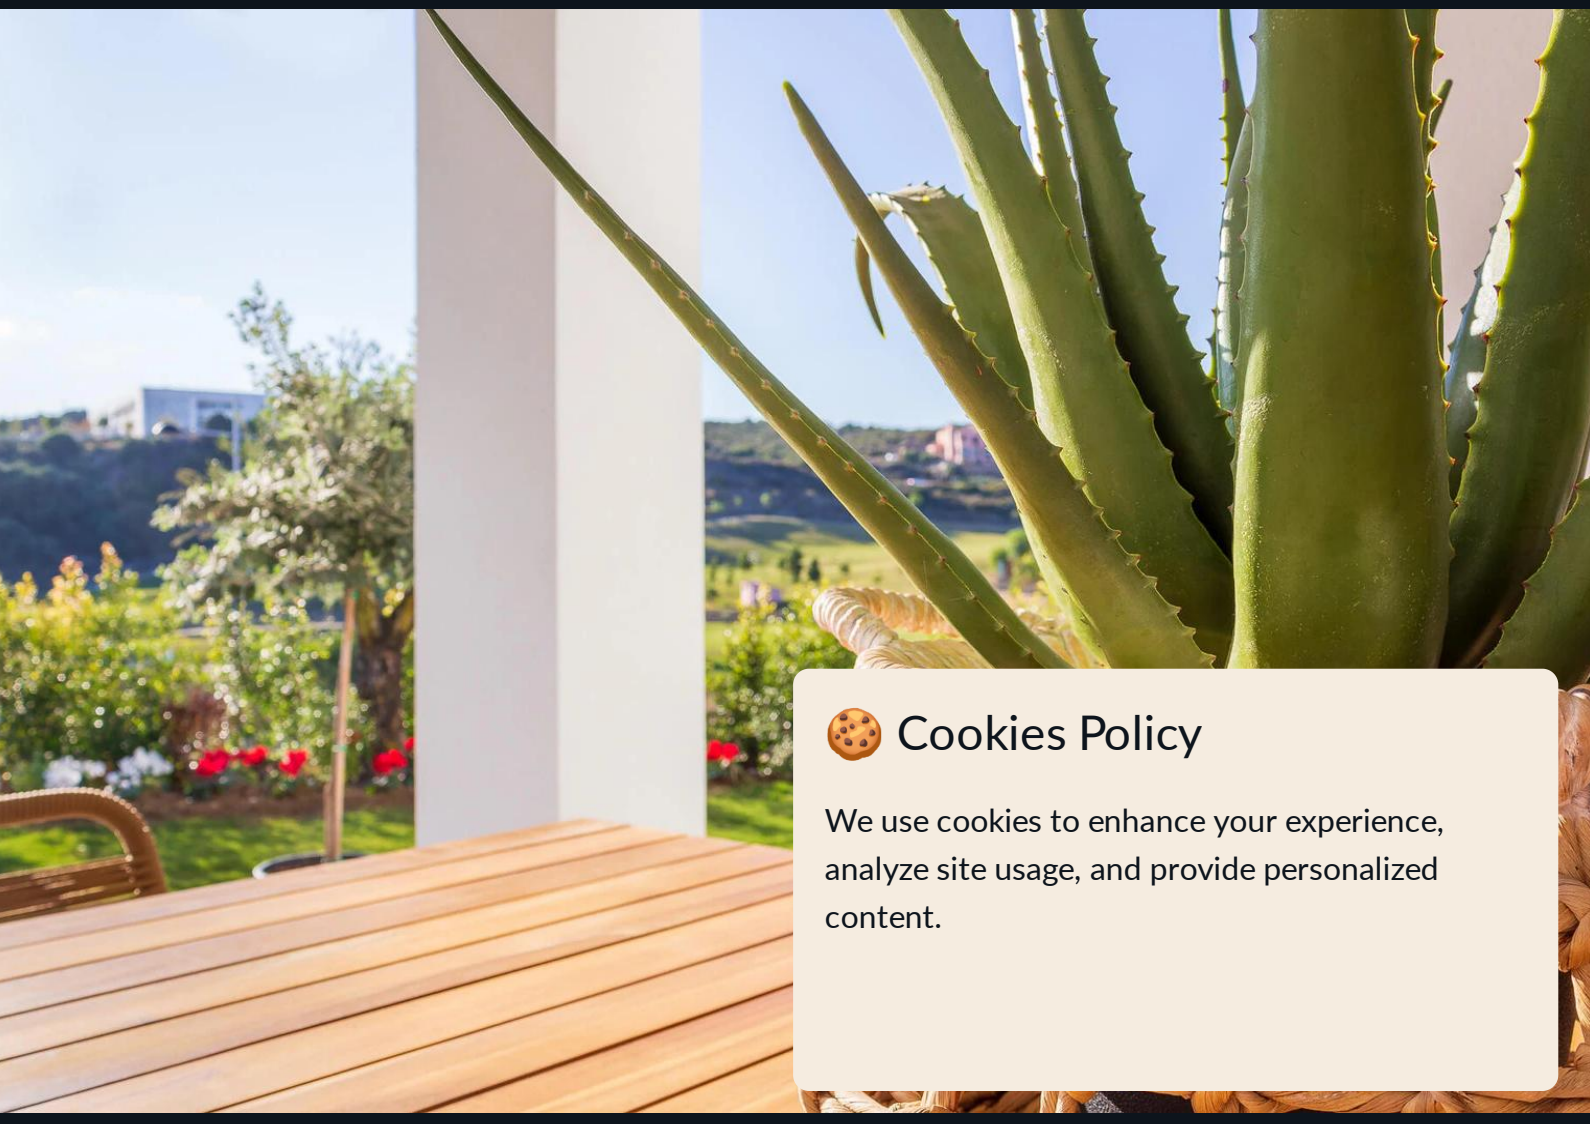 🍪 Cookies Policy
We use cookies to enhance your experience,
analyze site usage, and provide personalized
content.